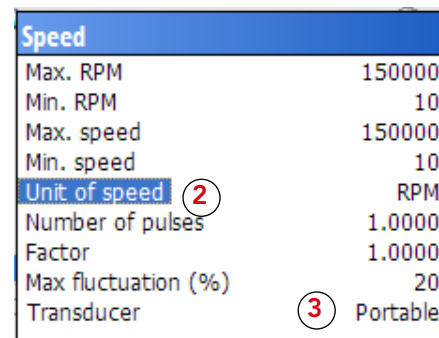 Speed
Max. RPM 150000
Min. RPM 10
Max. speed 150000
Min. speed 10
Unit of speed 2 RPM
Number of pulses 1.0000
Factor 1.0000
Max fluctuation (%) 20
Transducer 3 Portable